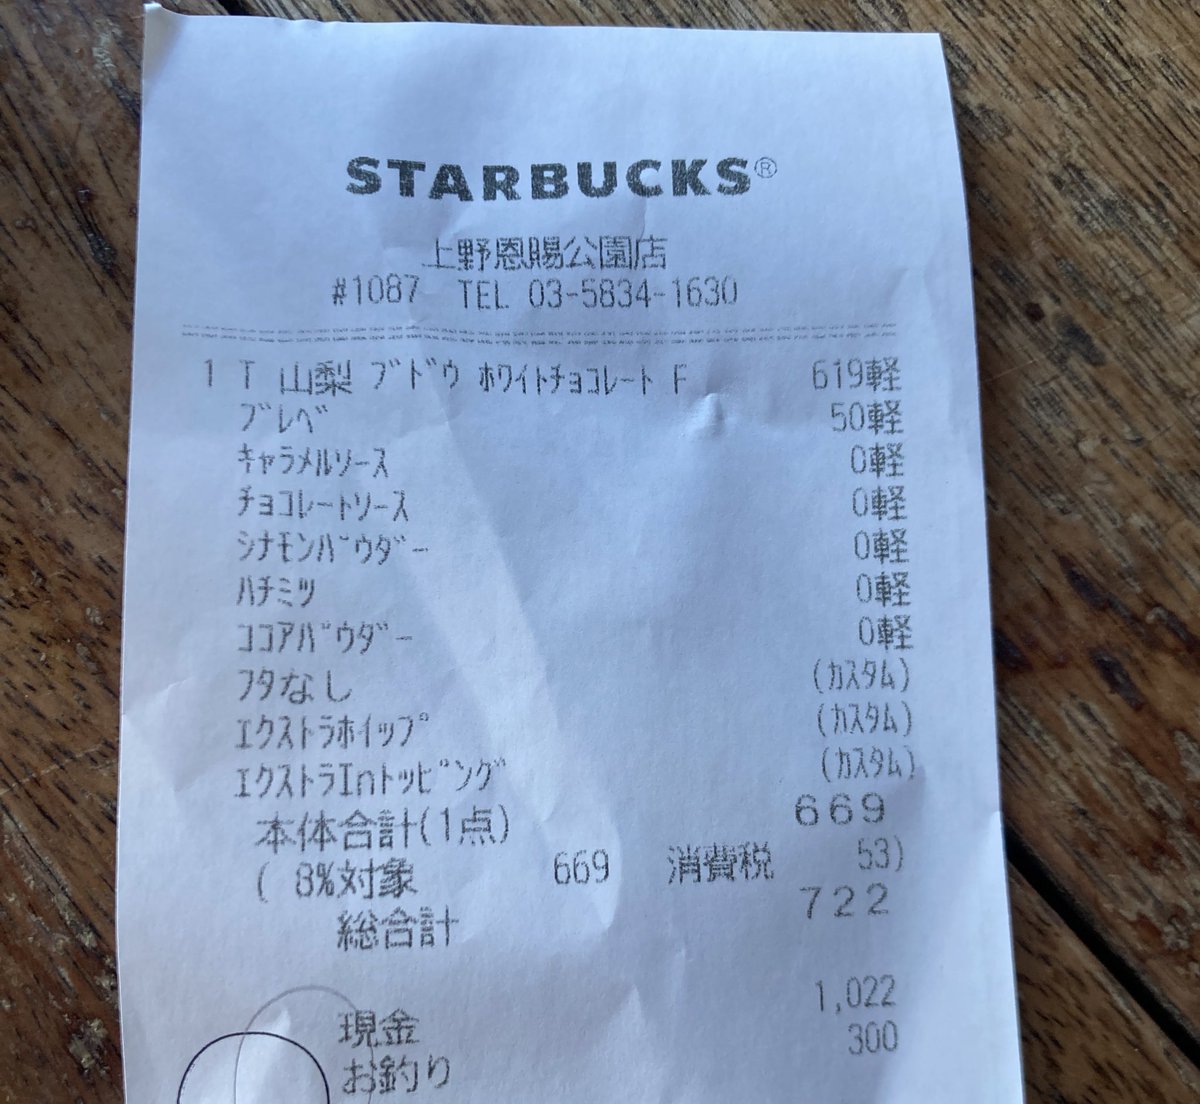 STARBUCKS®
上野恩賜公園店
#1087 TEL 03-5834-1630
1 T 山梨 ブドウ ホワイトチョコレート F 619軽
ブレベ 50軽
キャラメルソース 0軽
チョコレートソース 0軽
シナモンパウダー 0軽
ハチミツ 0軽
ココアパウダー 0軽
フタなし (カスタム)
エクストラホイップ (カスタム)
エクストラInトッピング (カスタム)
本体合計(1点) 669
( 8%対象 669 消費税 53)
総合計 722
現金 1,022
お釣り 300